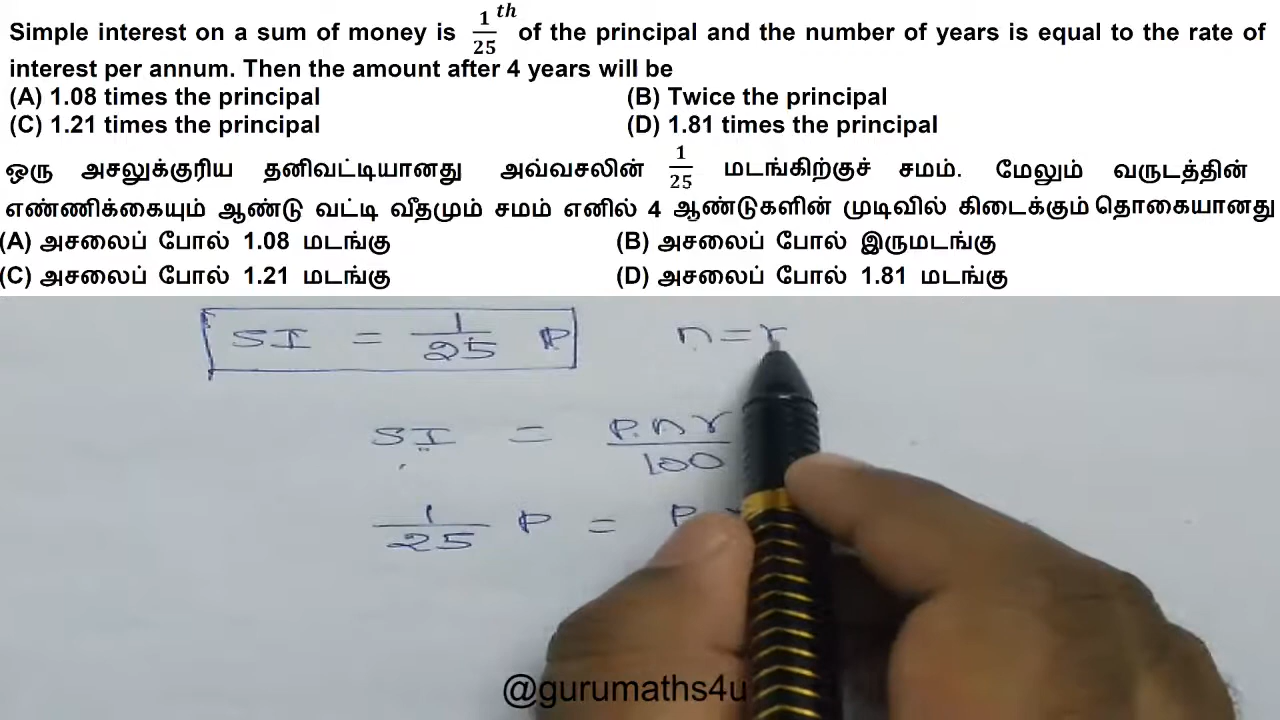 Simple interest on a sum of money is 1/25 th of the principal and the number of years is equal to the rate of
interest per annum. Then the amount after 4 years will be
(A) 1.08 times the principal (B) Twice the principal
(C) 1.21 times the principal (D) 1.81 times the principal
ஒரு அசலுக்குரிய தனிவட்டியானது அவ்வசலின் 1/25 மடங்கிற்குச் சமம். மேலும் வருடத்தின்
எண்ணிக்கையும் ஆண்டு வட்டி வீதமும் சமம் எனில் 4 ஆண்டுகளின் முடிவில் கிடைக்கும் தொகையானது
(A) அசலைப் போல் 1.08 மடங்கு (B) அசலைப் போல் இருமடங்கு
(C) அசலைப் போல் 1.21 மடங்கு (D) அசலைப் போல் 1.81 மடங்கு
SI = 1/25 P n = r
SI = P.n r/100
1/25 P = P
@gurumaths4u